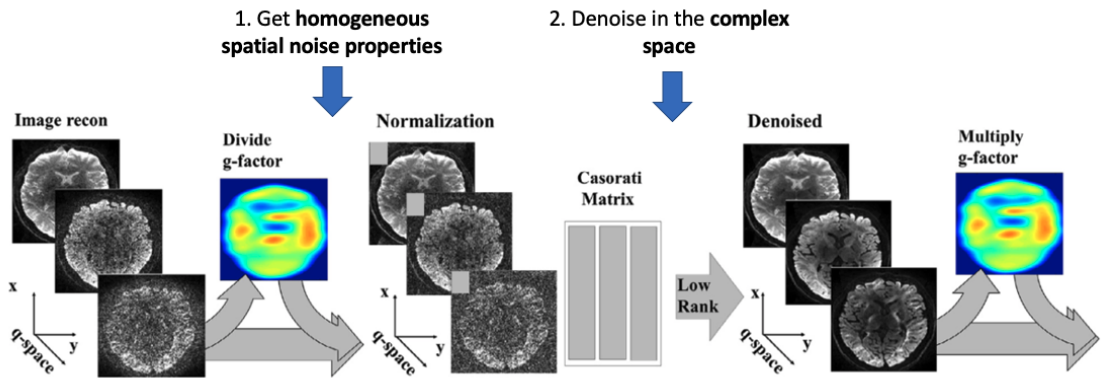 1. Get homogeneous
spatial noise properties
2. Denoise in the complex
space
Image recon
Divide
g-factor
Normalization
Casorati
Matrix
Low
Rank
Denoised
Multiply
g-factor
x
y
q-space
x
y
q-space
x
y
q-space